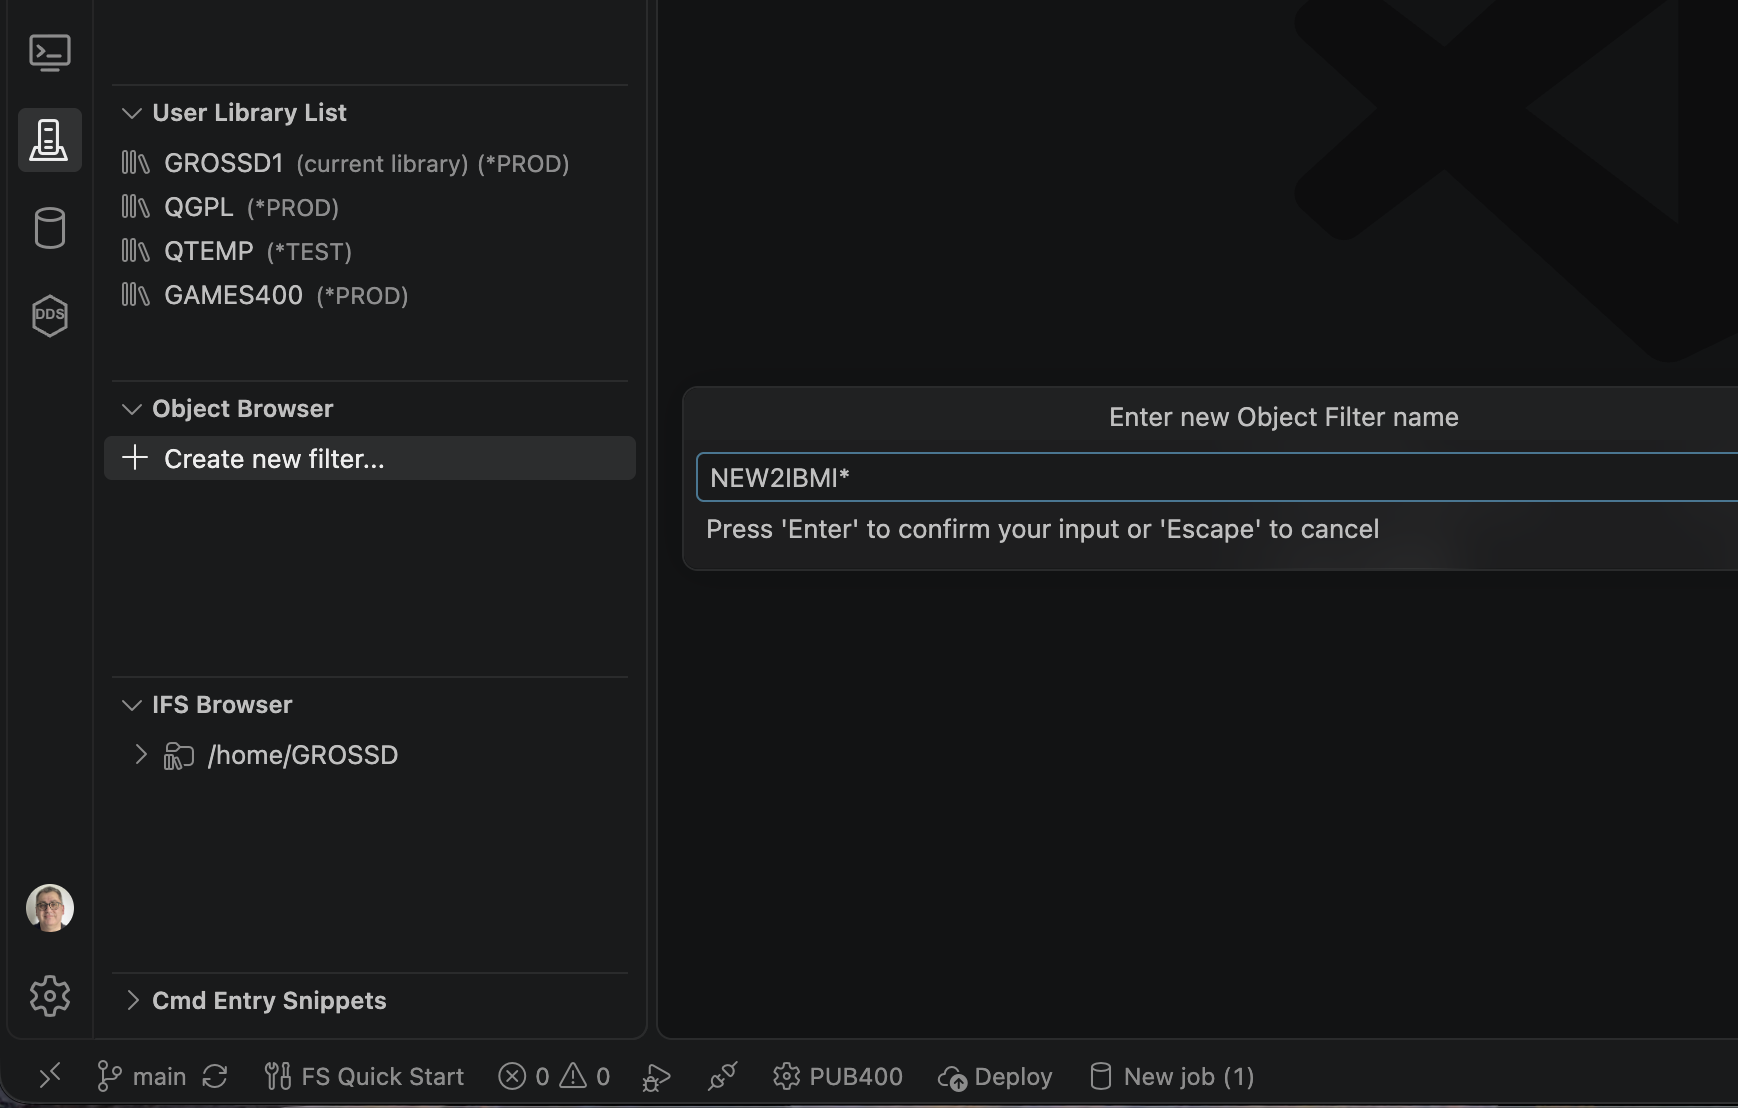 User Library List
GROSSD1 (current library) (*PROD)
QGPL (*PROD)
QTEMP (*TEST)
GAMES400 (*PROD)
DDS
Object Browser
Create new filter...
Enter new Object Filter name
NEW2IBMI*
Press 'Enter' to confirm your input or 'Escape' to cancel
IFS Browser
/home/GROSSD
Cmd Entry Snippets
main FS Quick Start 0 0 PUB400 Deploy New job (1)